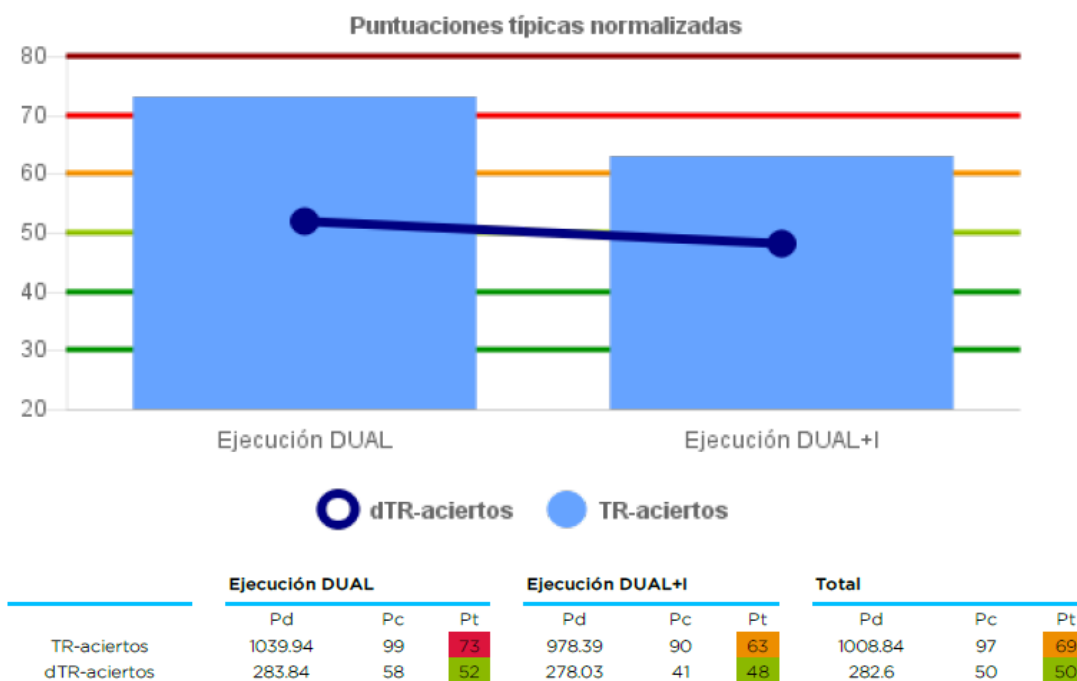 Puntuaciones típicas normalizadas
80
70
60
50
40
30
20
Ejecución DUAL Ejecución DUAL+I
dTR-aciertos TR-aciertos
Ejecución DUAL Ejecución DUAL+I Total
Pd Pc Pt Pd Pc Pt Pd Pc Pt
TR-aciertos 1039.94 99 73 978.39 90 63 1008.84 97 69
dTR-aciertos 283.84 58 52 278.03 41 48 282.6 50 50